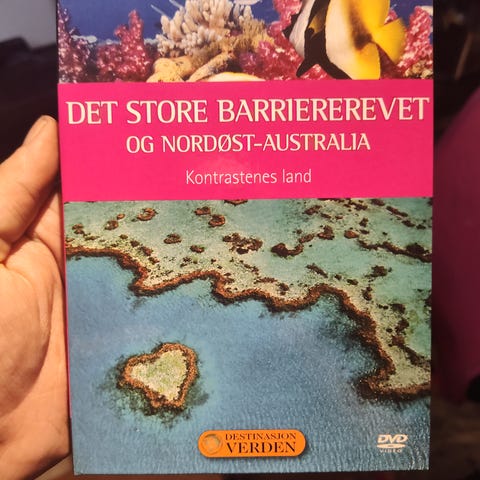 DET STORE BARRIEREREVET
OG NORDØST-AUSTRALIA
Kontrastenes land
DESTINASJON
VERDEN
DVD
VIDEO